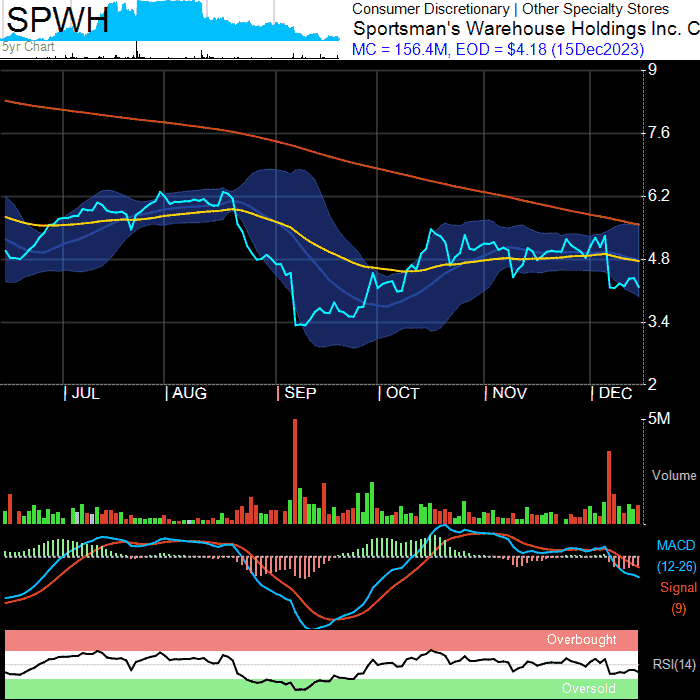 SPWH
5yr Chart
Consumer Discretionary | Other Specialty Stores
Sportsman's Warehouse Holdings Inc. C
MC = 156.4M, EOD = $4.18 (15Dec2023)
9
7.6
6.2
4.8
3.4
2
| JUL | AUG | SEP | OCT | NOV | DEC
5M
Volume
MACD
(12-26)
Signal
(9)
Overbought
RSI(14)
Oversold